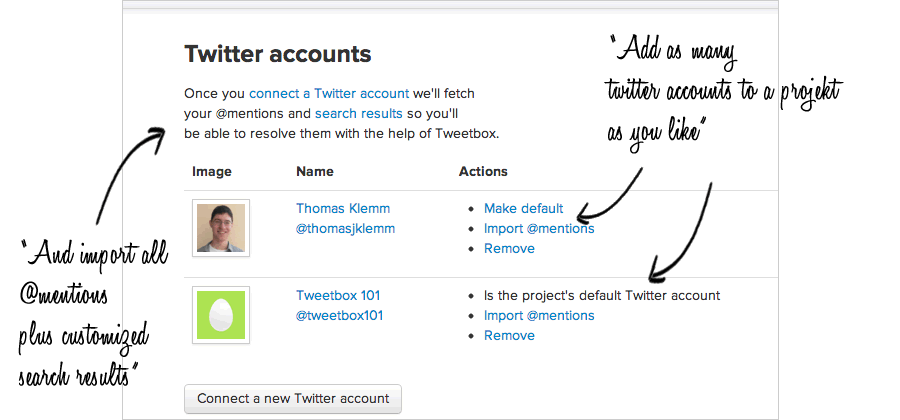 Twitter accounts
Once you connect a Twitter account we'll fetch
your @mentions and search results so you'll
be able to resolve them with the help of Tweetbox.
"Add as many
twitter accounts to a projekt
as you like"
Image Name Actions
Thomas Klemm
@thomasjklemm
• Make default
• Import @mentions
• Remove
"And import all
@mentions
plus customized
search results"
Tweetbox 101
@tweetbox101
• Is the project's default Twitter account
• Import @mentions
• Remove
Connect a new Twitter account